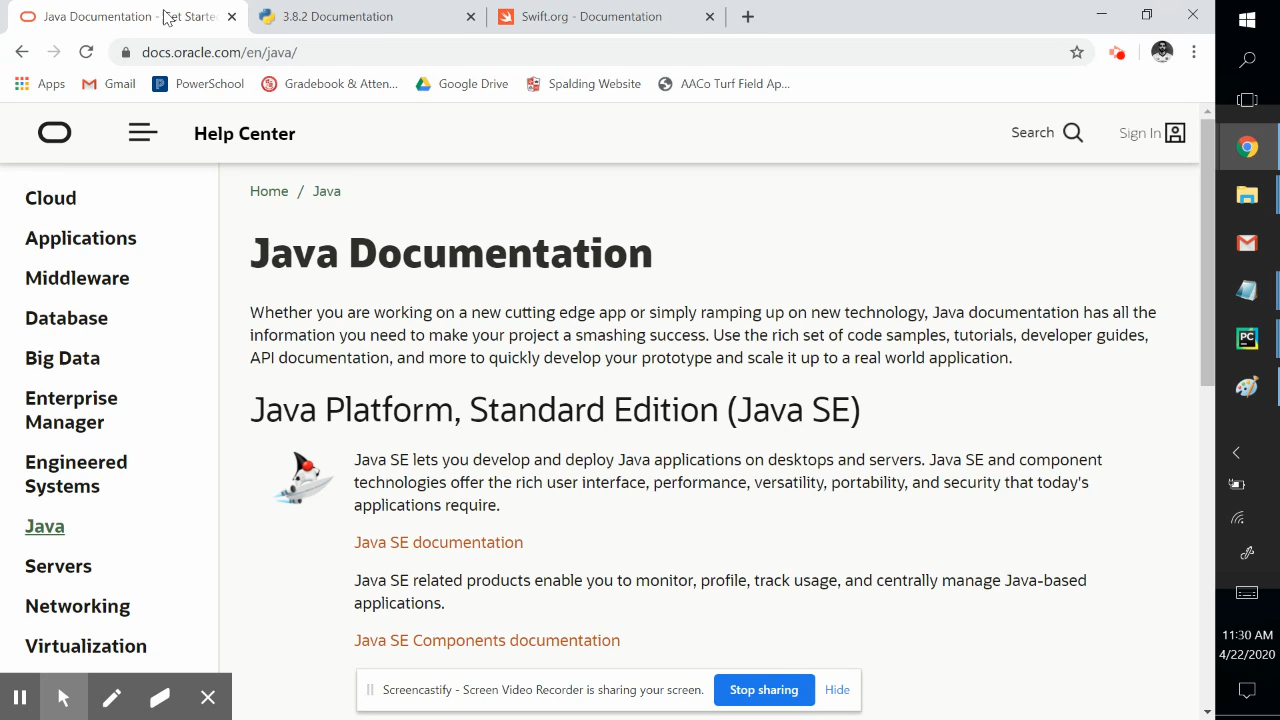 Java Documentation - Get Starte
3.8.2 Documentation
Swift.org - Documentation
docs.oracle.com/en/java/
Apps
Gmail
PowerSchool
Gradebook & Atten...
Google Drive
Spalding Website
AACo Turf Field Ap...
Help Center
Search
Sign In
Cloud
Applications
Middleware
Database
Big Data
Enterprise
Manager
Engineered
Systems
Java
Servers
Networking
Virtualization
Home / Java
Java Documentation
Whether you are working on a new cutting edge app or simply ramping up on new technology, Java documentation has all the
information you need to make your project a smashing success. Use the rich set of code samples, tutorials, developer guides,
API documentation, and more to quickly develop your prototype and scale it up to a real world application.
Java Platform, Standard Edition (Java SE)
Java SE lets you develop and deploy Java applications on desktops and servers. Java SE and component
technologies offer the rich user interface, performance, versatility, portability, and security that today's
applications require.
Java SE documentation
Java SE related products enable you to monitor, profile, track usage, and centrally manage Java-based
applications.
Java SE Components documentation
Screencastify - Screen Video Recorder is sharing your screen.
Stop sharing
Hide
PC
11:30 AM
4/22/2020